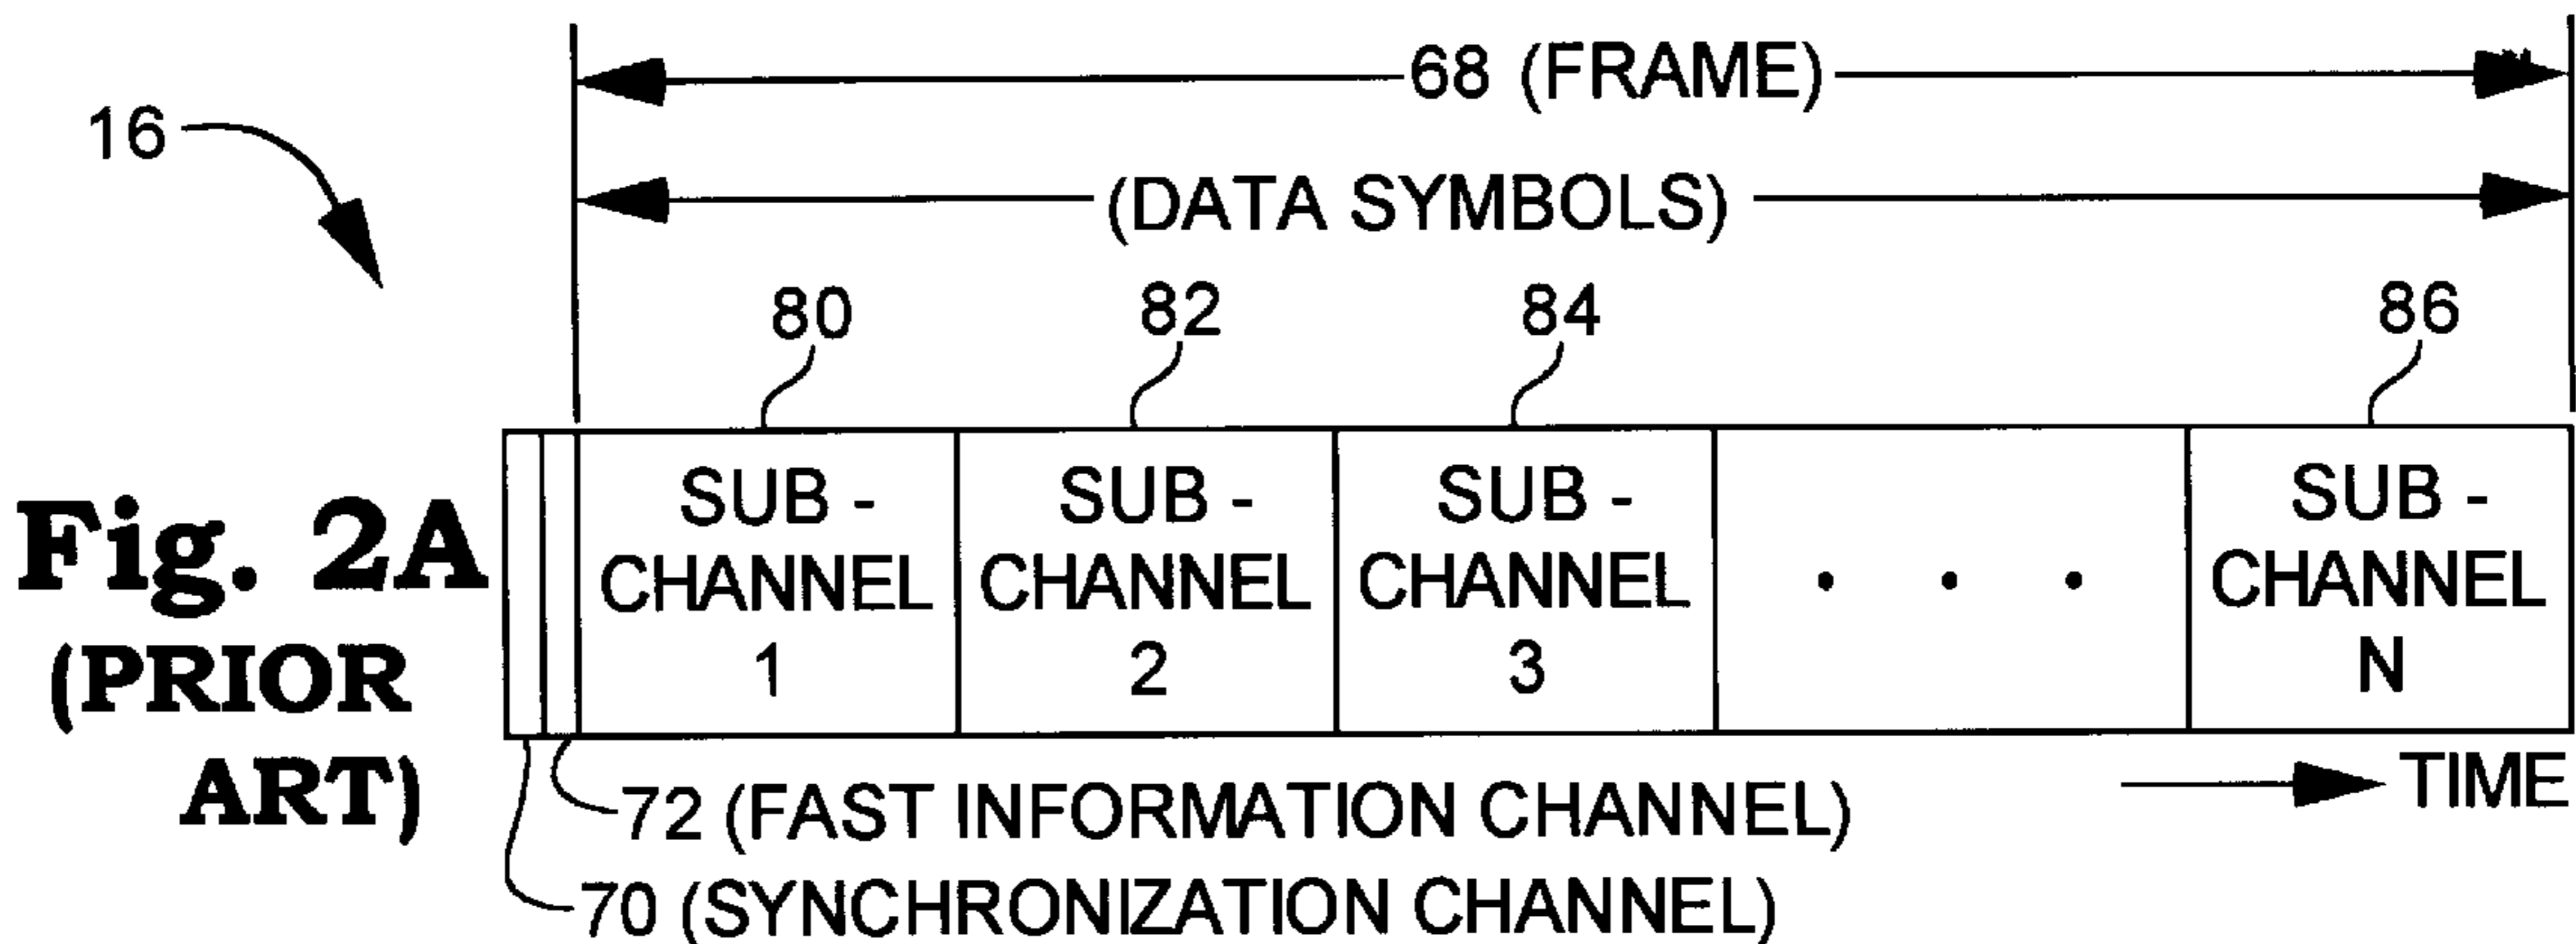 68 (FRAME)
16
(DATA SYMBOLS)
80
82
84
86
Fig. 2A
(PRIOR
ART)
SUB -
CHANNEL
1
SUB -
CHANNEL
2
SUB -
CHANNEL
3
. . .
SUB -
CHANNEL
N
TIME
72 (FAST INFORMATION CHANNEL)
70 (SYNCHRONIZATION CHANNEL)